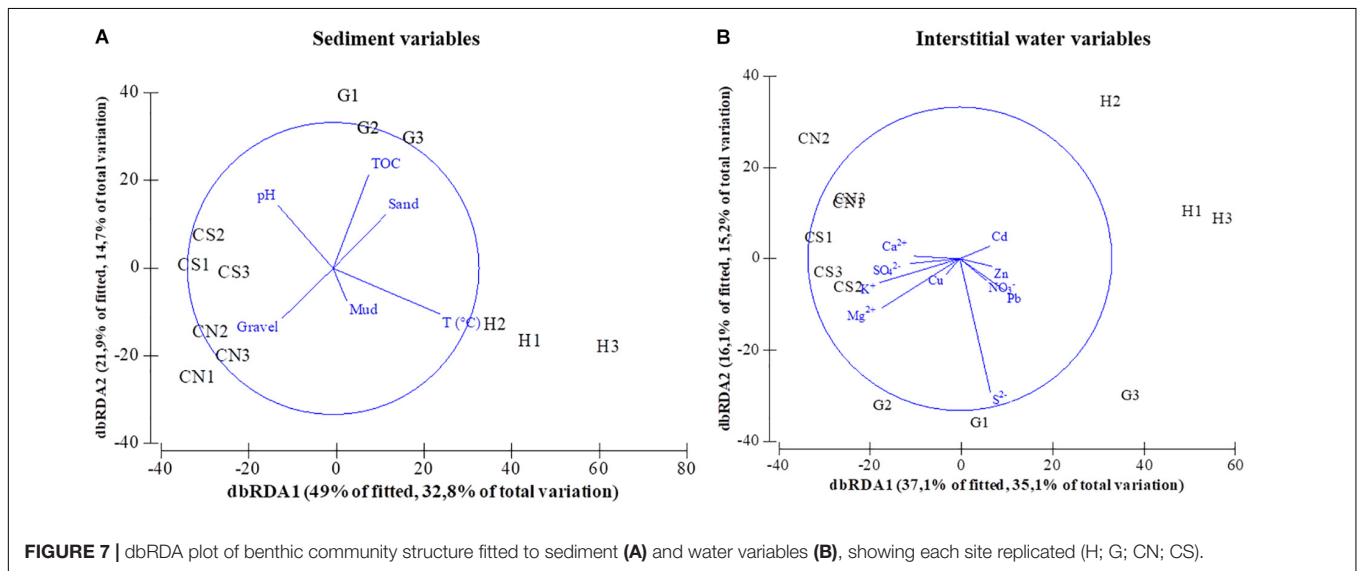 A
Sediment variables
dbRDA2 (21,9% of fitted, 14,7% of total variation)
40
20
0
-20
-40
G1
G2
G3
TOC
pH
Sand
CS2
CS1
CS3
Gravel
Mud
T (°C)
H2
H1
H3
CN2
CN3
CN1
-40
-20
0
20
40
60
80
dbRDA1 (49% of fitted, 32,8% of total variation)
B
Interstitial water variables
dbRDA2 (16,1% of fitted, 15,2% of total variation)
40
20
0
-20
-40
H2
CN2
CN3
CN1
H1
H3
CS1
Cd
Ca²⁺
SO₄²⁻
CS3
Zn
K⁺
Cu
NO₃⁻
CS2
Pb
Mg²⁺
S²⁻
G2
G1
G3
-40
-20
0
20
40
60
dbRDA1 (37,1% of fitted, 35,1% of total variation)
FIGURE 7 | dbRDA plot of benthic community structure fitted to sediment (A) and water variables (B), showing each site replicated (H; G; CN; CS).